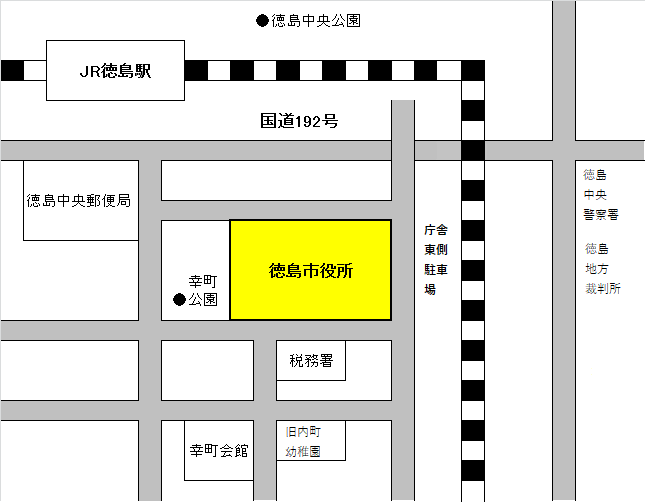 ●徳島中央公園
JR徳島駅
国道192号
徳島中央郵便局
徳島
中央
警察署
庁舎
東側
駐車
場
徳島
地方
裁判所
徳島市役所
幸町
●公園
税務署
幸町会館
旧内町
幼稚園